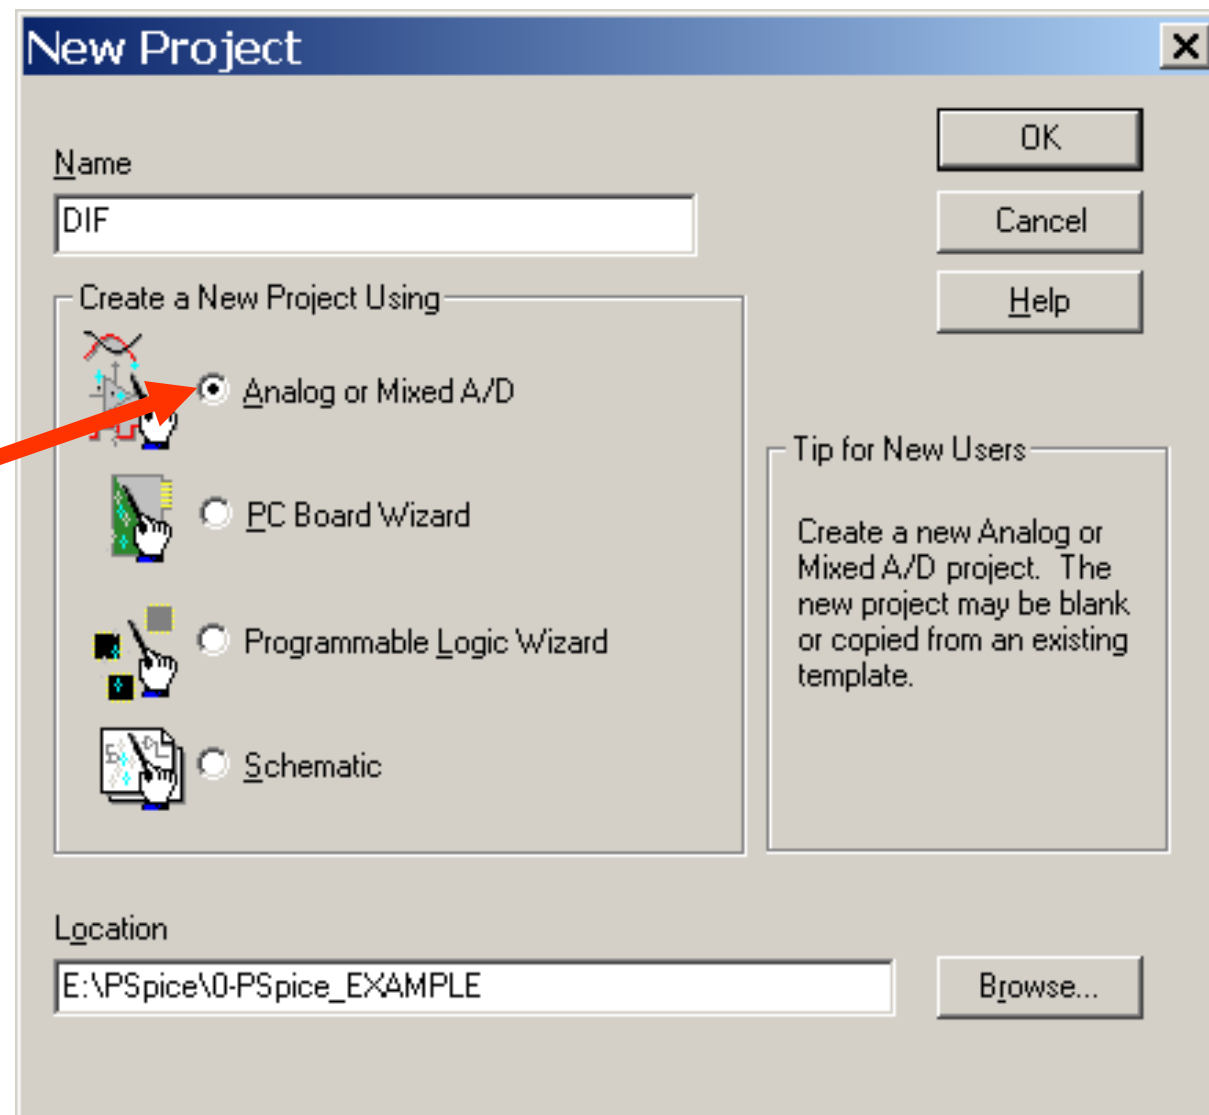 New Project
Name
DIF
OK
Cancel
Help
Create a New Project Using
Analog or Mixed A/D
PC Board Wizard
Programmable Logic Wizard
Schematic
Tip for New Users
Create a new Analog or
Mixed A/D project. The
new project may be blank
or copied from an existing
template.
Location
E:\PSpice\0-PSpice_EXAMPLE
Browse...